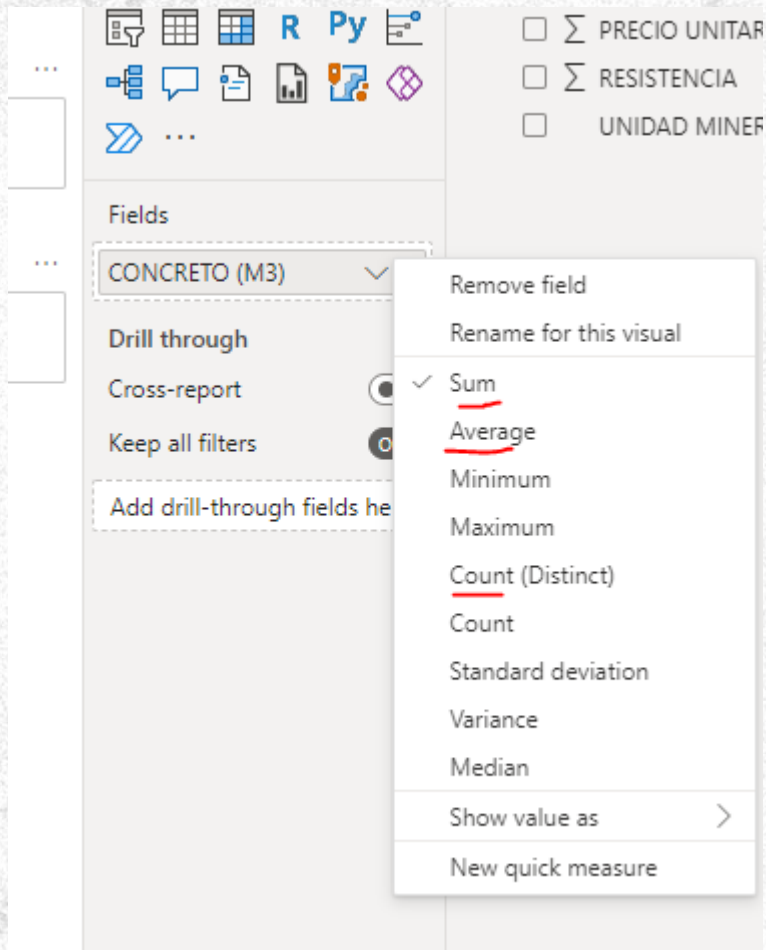 R Py
PRECIO UNITAR
RESISTENCIA
UNIDAD MINER
Fields
CONCRETO (M3)
Remove field
Rename for this visual
Drill through
Cross-report
Sum
Keep all filters
Average
Add drill-through fields he
Minimum
Maximum
Count (Distinct)
Count
Standard deviation
Variance
Median
Show value as
New quick measure